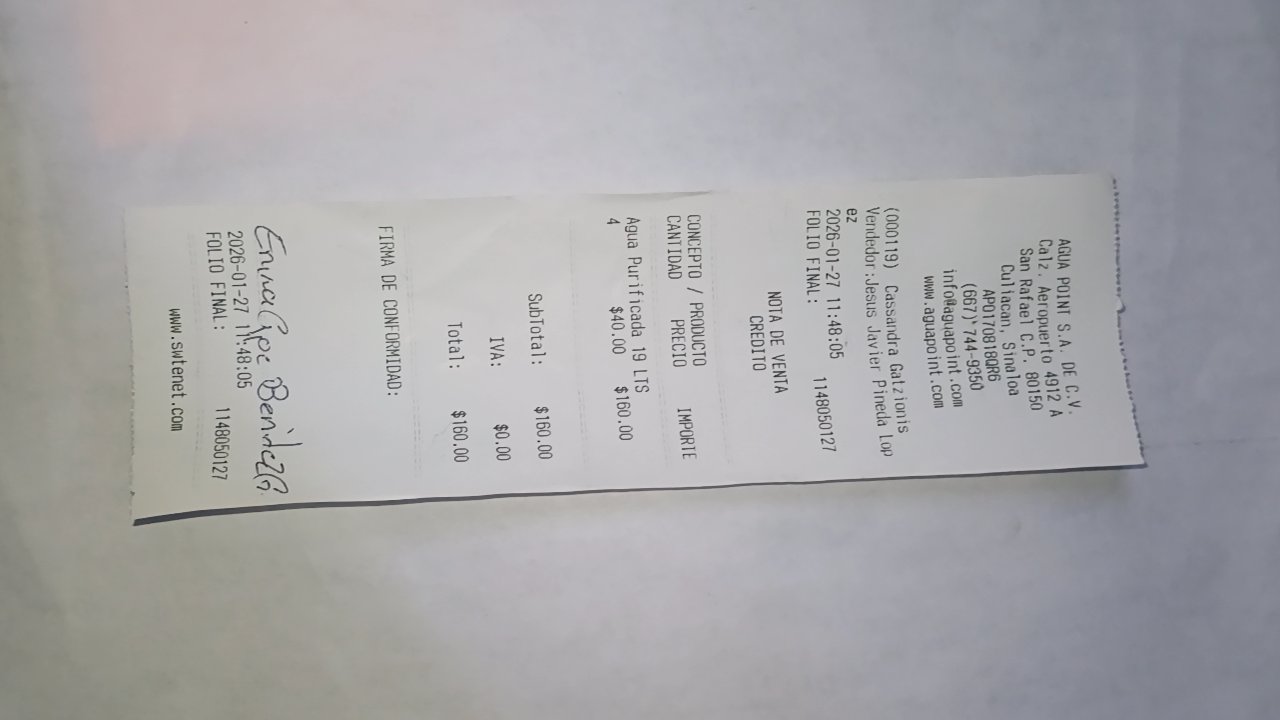 AGUA POINT S.A. DE C.V.
Calz. Aeropuerto 4912 A
San Rafael C.P. 80150
Culiacan, Sinaloa
APO170818QR6
(667)* 744-9350
info@aguapoint.com
www.aguapoint.com
(000119) Cassandra Gatzionis
Vendedor:Jesus Javier Pineda Lop
ez
2026-01-27 11:48:05 1148050127
FOLIO FINAL:
NOTA DE VENTA
CREDITO
CONCEPTO / PRODUCTO
CANTIDAD PRECIO IMPORTE
Agua Purificada 19 LTS
4 $40.00 $160.00
SubTotal: $160.00
IVA: $0.00
Total: $160.00
FIRMA DE CONFORMIDAD:
2026-01-27 11:48:05 1148050127
FOLIO FINAL:
www.swtenet.com